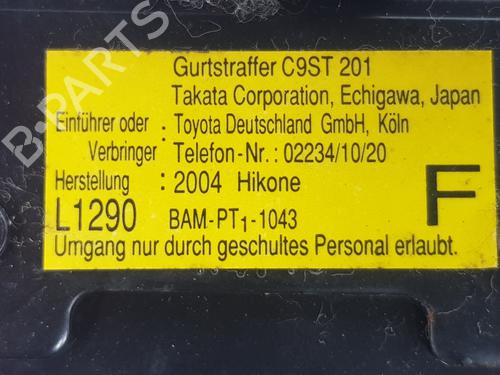 Gurtstraffer C9ST 201
Takata Corporation, Echigawa, Japan
Einführer oder : Toyota Deutschland GmbH, Köln
Verbringer Telefon-Nr. : 02234/10/20
Herstellung : 2004 Hikone
F
L1290 BAM-PT1-1043
Umgang nur durch geschultes Personal erlaubt.
B-PARTS